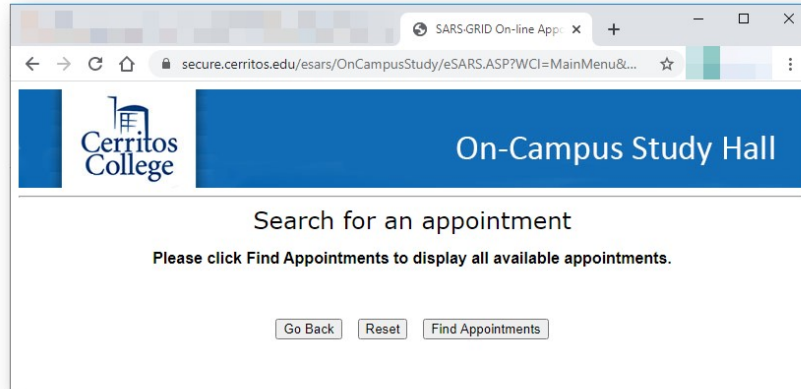 SARS-GRID On-line Appo
secure.cerritos.edu/esars/OnCampusStudy/eSARS.ASP?WCI=MainMenu&...
Cerritos
College
On-Campus Study Hall
Search for an appointment
Please click Find Appointments to display all available appointments.
Go Back Reset Find Appointments